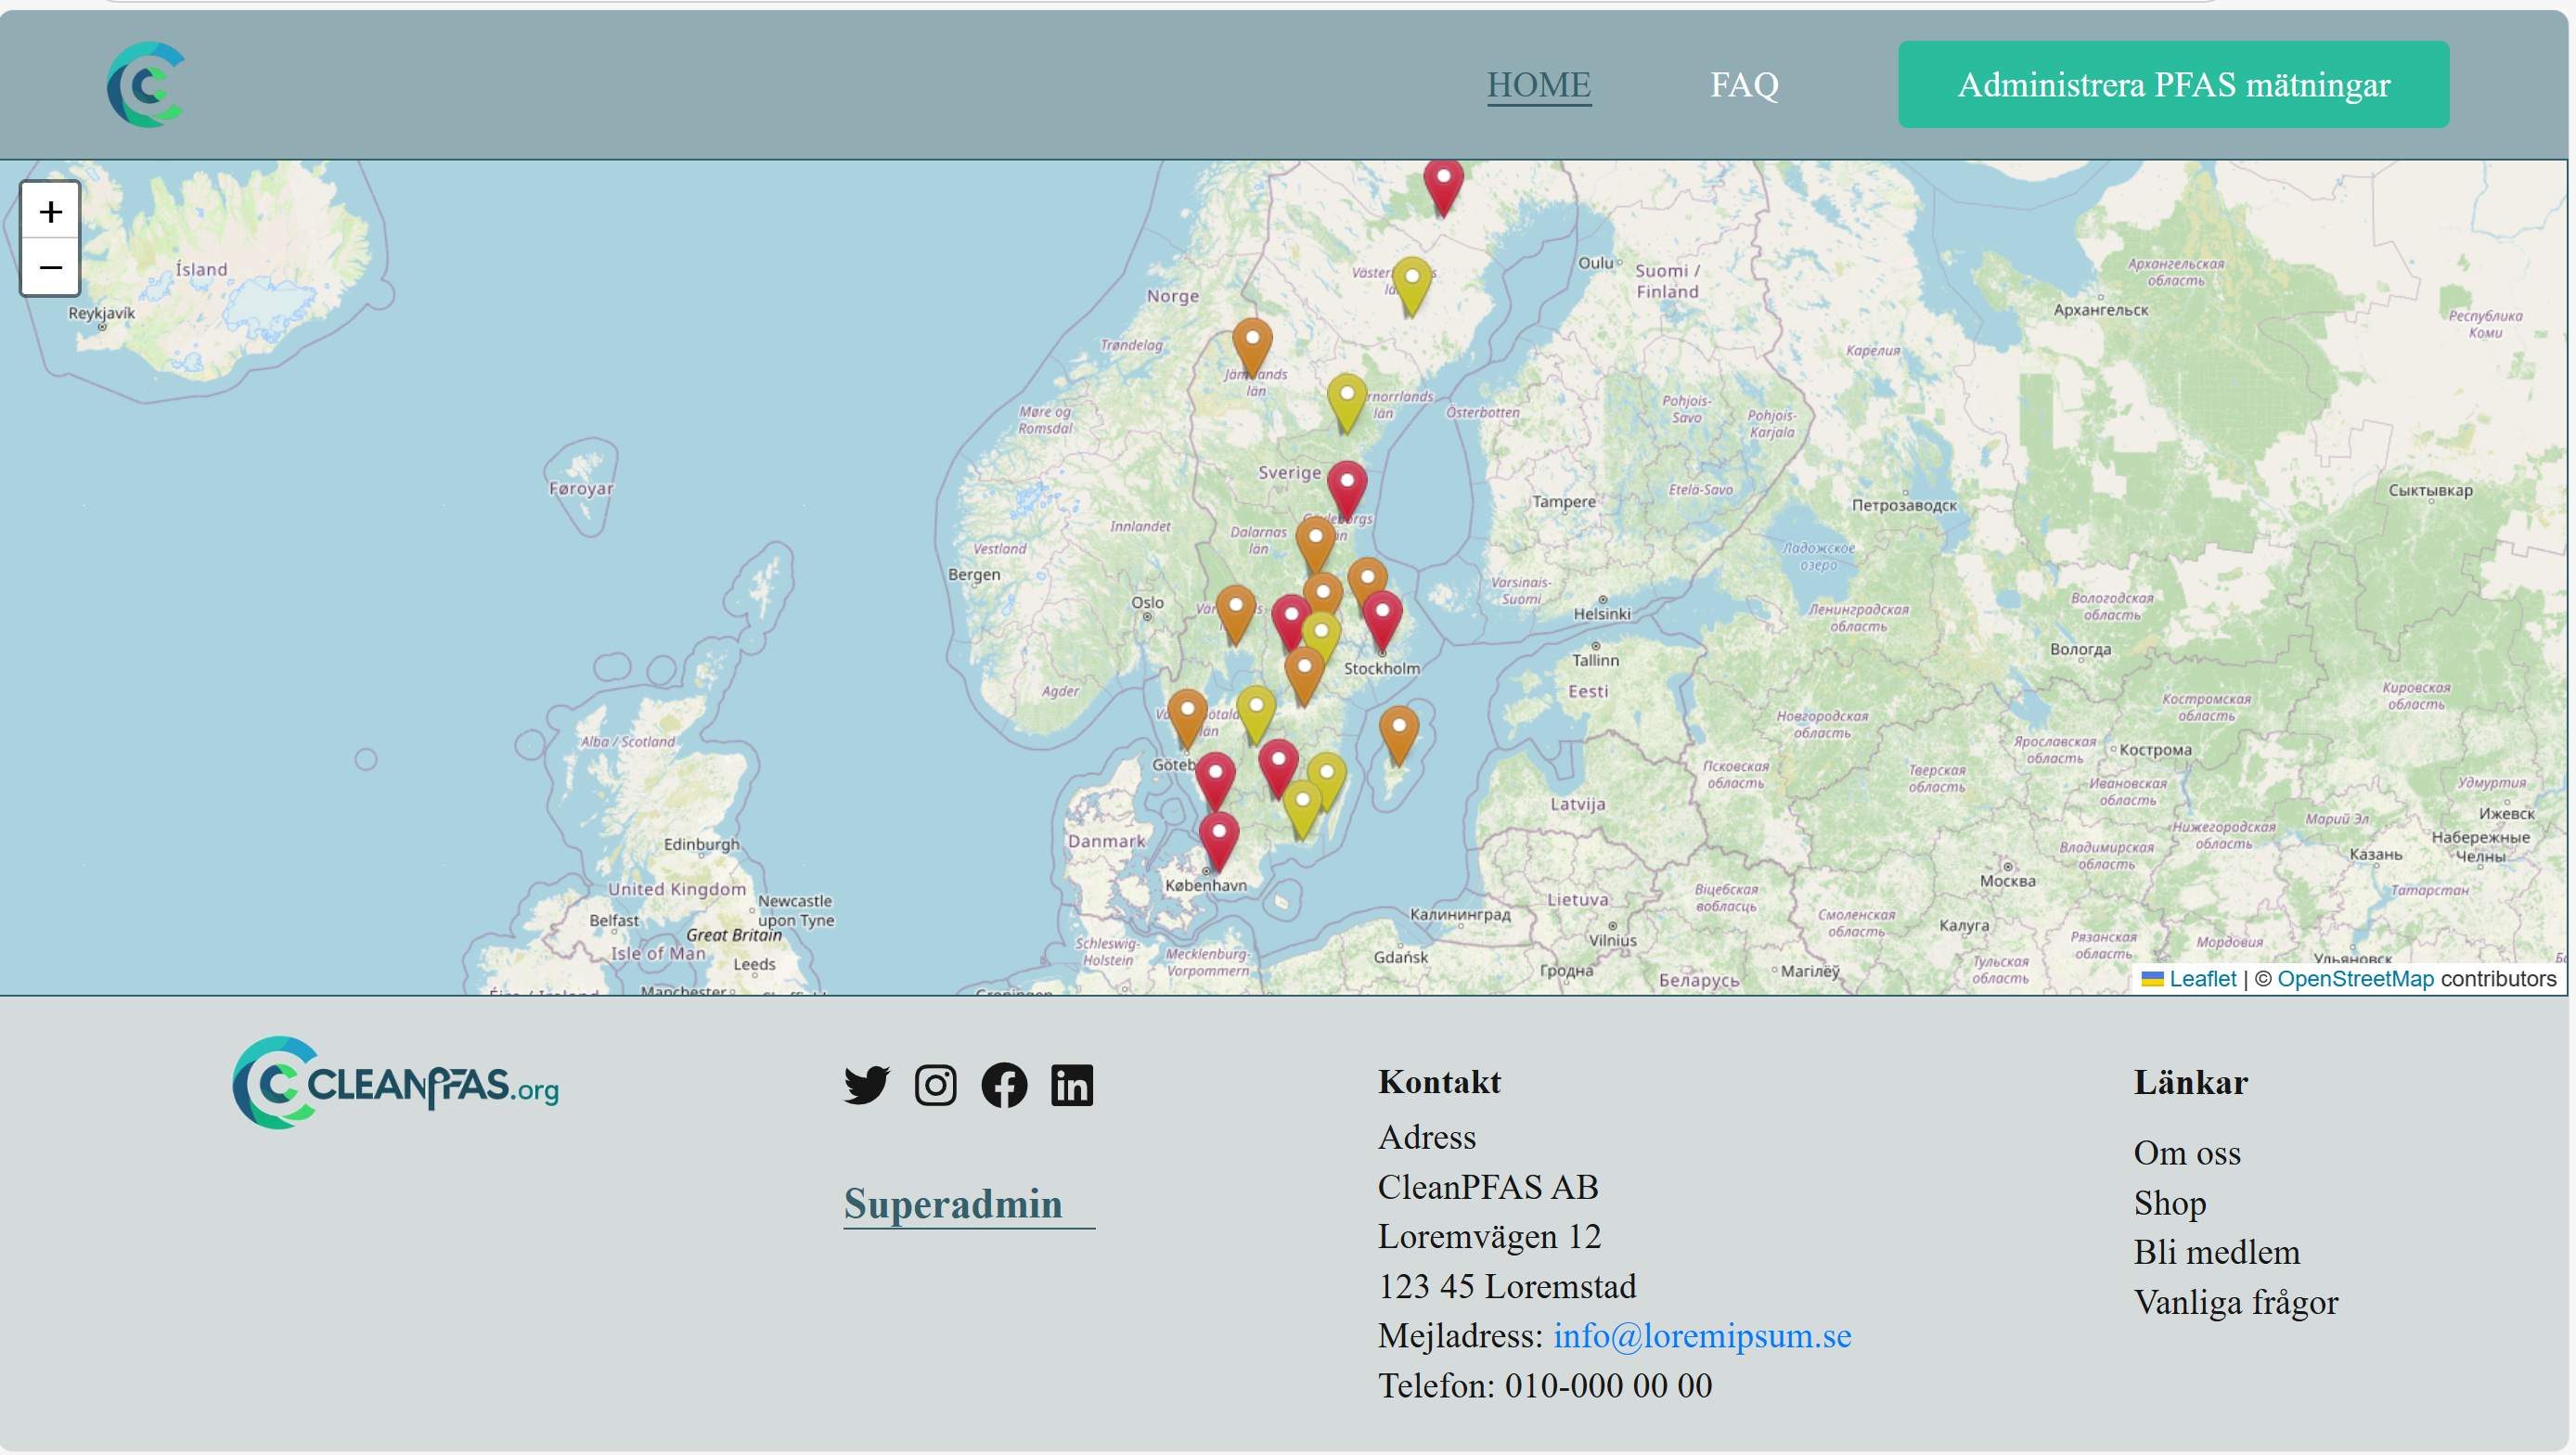 HOME
FAQ
Administrera PFAS mätningar
+
−
Ísland
Reykjavík
Norge
Trøndelag
Møre og
Romsdal
Føroyar
Innlandet
Vestland
Bergen
Oslo
Agder
Jämtlands
län
Sverige
Dalarnas
län
Stockholm
Danmark
København
Österbotten
Oulu
Suomi /
Finland
Pohjois-
Savo
Pohjois-
Karjala
Etelä-Savo
Tampere
Varsinais-
Suomi
Helsinki
Tallinn
Eesti
Latvija
Lietuva
Vilnius
Калининград
Gdańsk
Гродна
Беларусь
Магілёў
Архангельская
область
Архангельск
Республика
Коми
Карелия
Петрозаводск
Сыктывкар
Ладожское
озеро
Ленинградская
область
Вологодская
область
Вологда
Костромская
область
Кировская
область
Новгородская
область
Ярославская
область
Кострома
Псковская
область
Тверская
область
Ивановская
область
Удмуртия
Ижевск
Марий Эл
Нижегородская
область
Набережные
Челны
Владимирская
область
Казань
Татарстан
Москва
Віцебская
вобласць
Смоленская
область
Калуга
Рязанская
область
Мордовия
Тульская
область
Ульяновск
Alba / Scotland
Edinburgh
United Kingdom
Newcastle
upon Tyne
Belfast
Great Britain
Isle of Man
Leeds
Manchester
Schleswig-
Holstein
Mecklenburg-
Vorpommern
Leaflet | © OpenStreetMap contributors
CLEANPFAS.org
Superadmin
Kontakt
Adress
CleanPFAS AB
Loremvägen 12
123 45 Loremstad
Mejladress: info@loremipsum.se
Telefon: 010-000 00 00
Länkar
Om oss
Shop
Bli medlem
Vanliga frågor